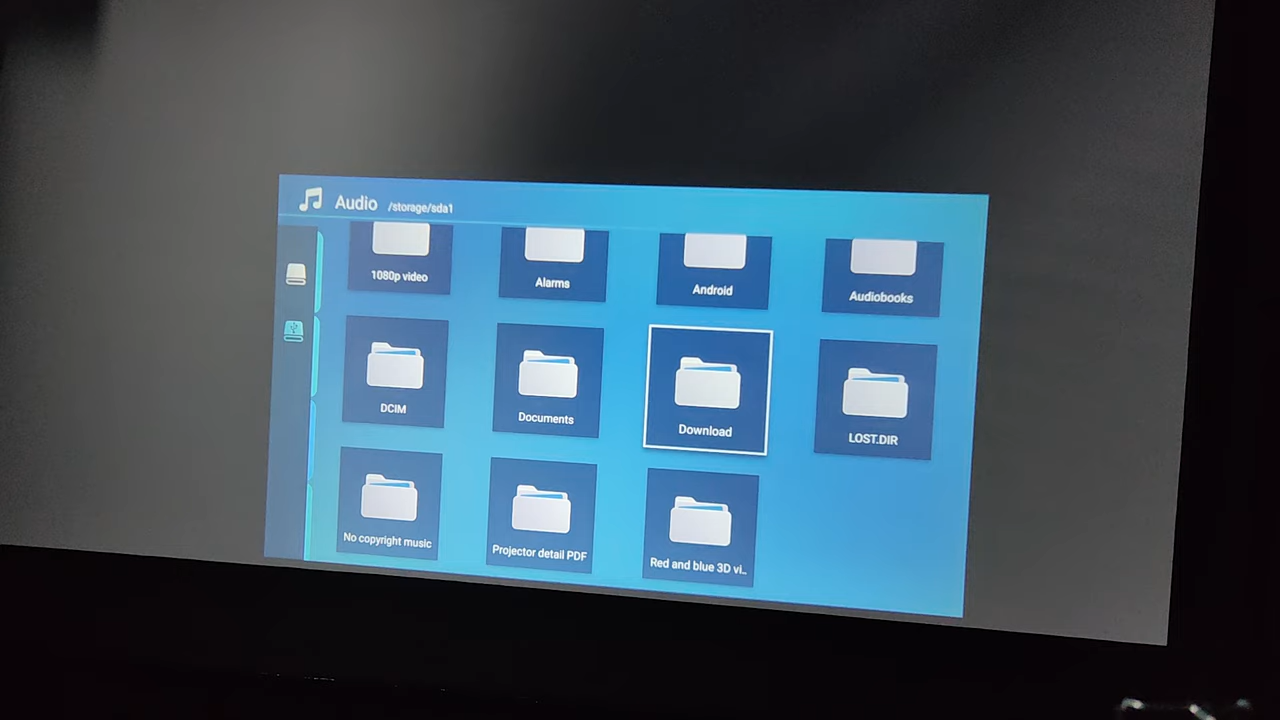 Audio /storage/sda1
1080p video
Alarms
Android
Audiobooks
DCIM
Documents
Download
LOST.DIR
No copyright music
Projector detail PDF
Red and blue 3D vi...